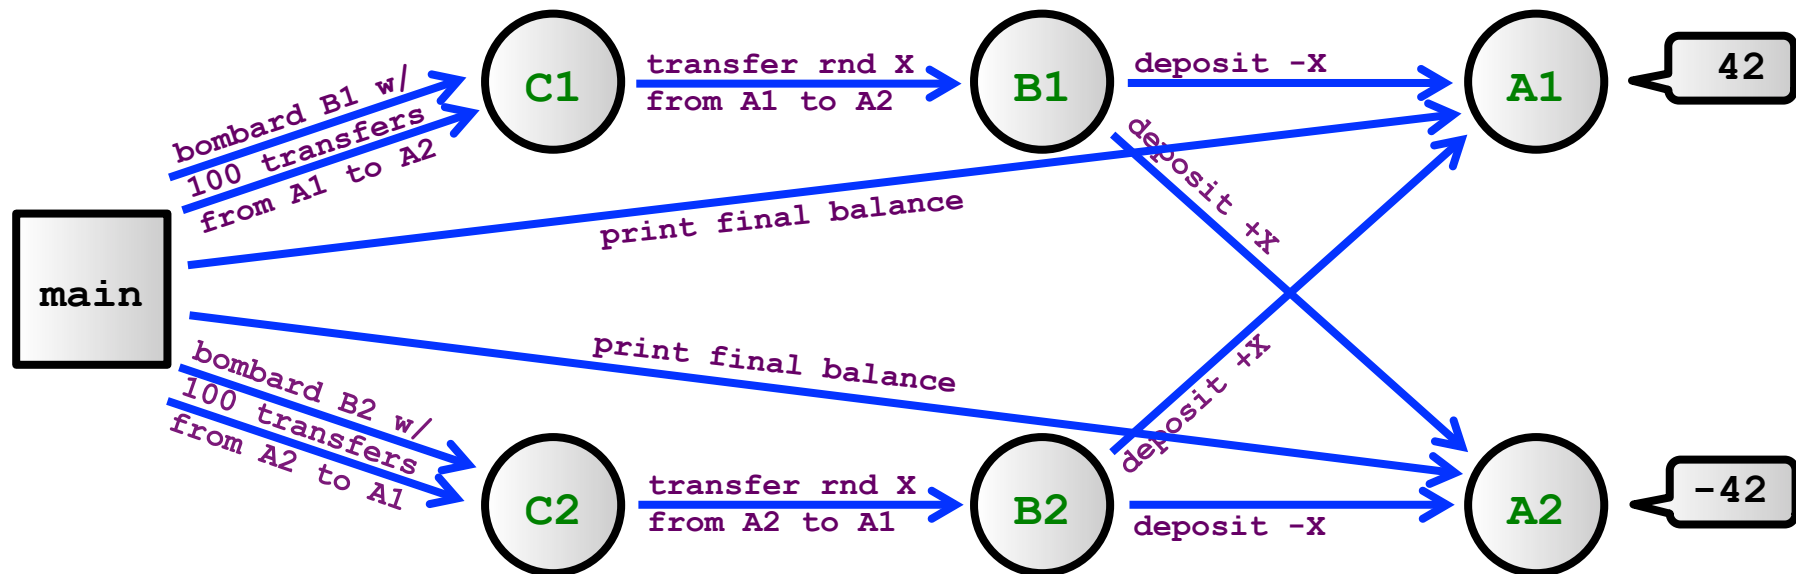 bombard B1 w/
100 transfers
from A1 to A2
C1
transfer rnd X
from A1 to A2
B1
deposit -X
A1
42
deposit +X
print final balance
main
print final balance
deposit +X
bombard B2 w/
100 transfers
from A2 to A1
C2
transfer rnd X
from A2 to A1
B2
deposit -X
A2
-42